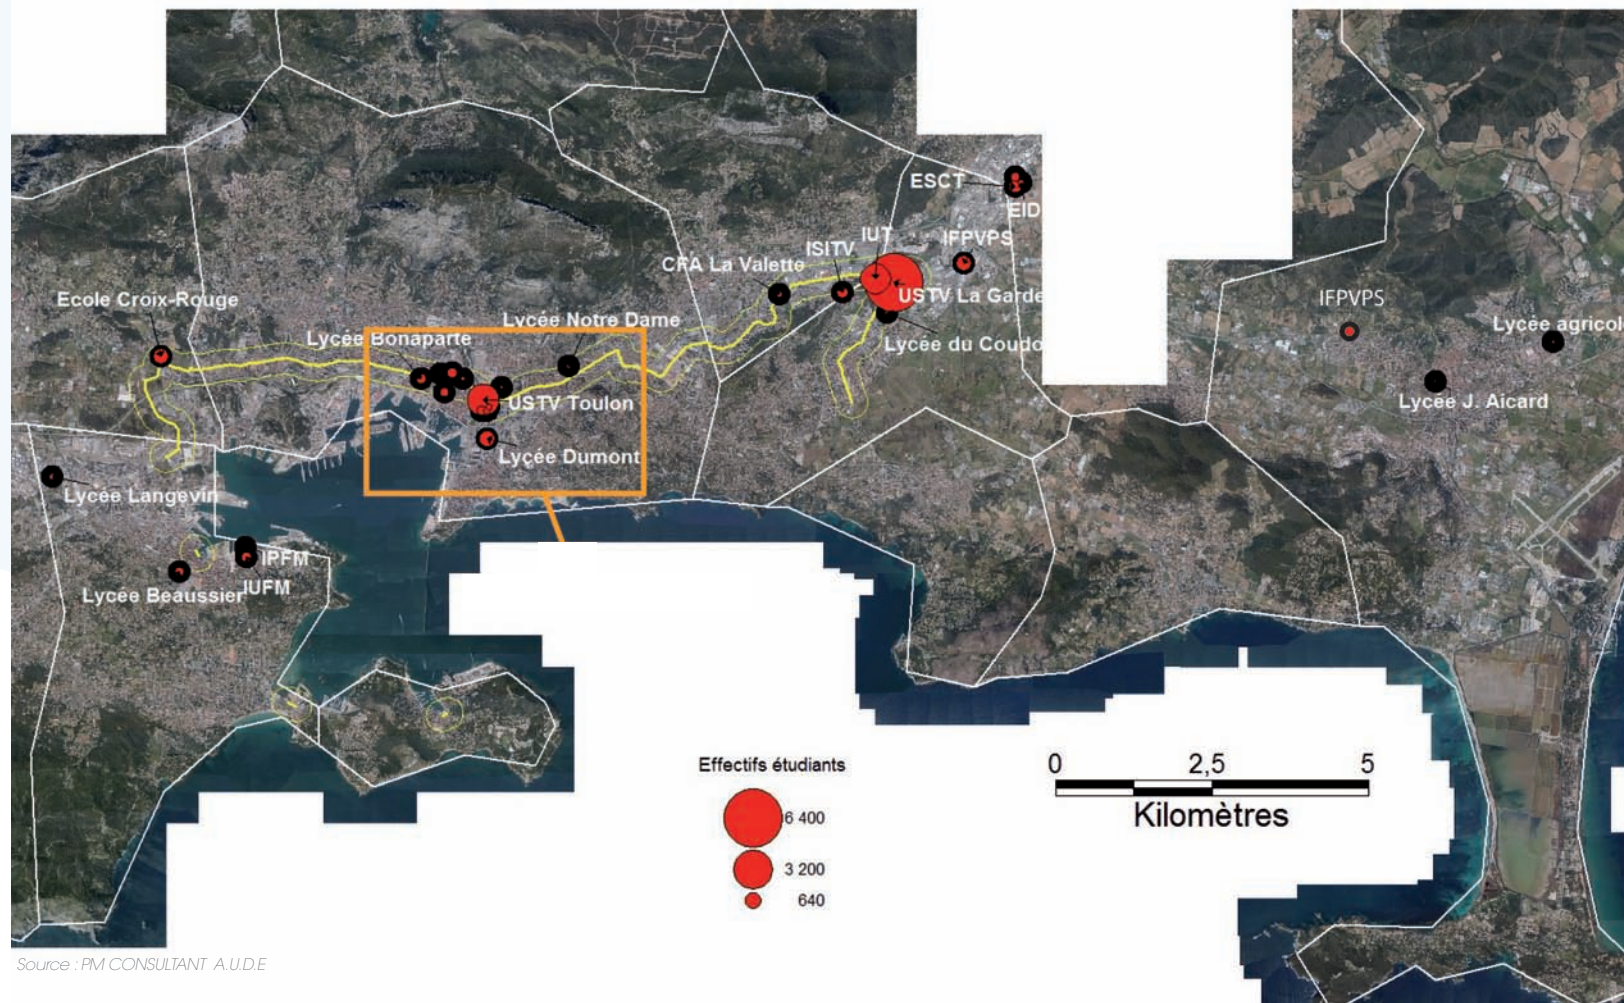 ESCT
EID
IUT
IFPVPS
ISITV
CFA La Valette
USTV La Garde
IFPVPS
Ecole Croix-Rouge
Lycée Notre Dame
Lycée Bonaparte
Lycée agricol
Lycée du Coudo
Lycée J. Aicard
USTV Toulon
Lycée Dumont
Lycée Langevin
IPFM
IUFM
Lycée Beaussier
Effectifs étudiants
6 400
3 200
640
0 2,5 5
Kilomètres
Source : PM CONSULTANT A.U.D.E